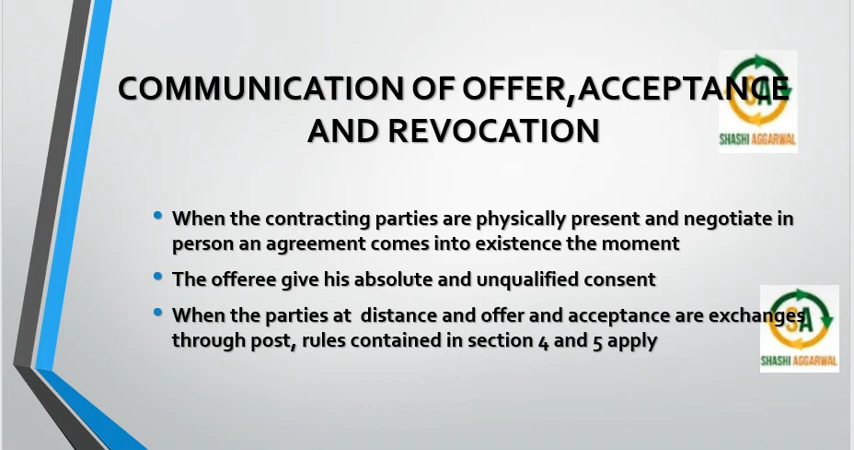 COMMUNICATION OF OFFER,ACCEPTANCE
AND REVOCATION
SA
SHASHI AGGARWAL
• When the contracting parties are physically present and negotiate in
person an agreement comes into existence the moment
• The offeree give his absolute and unqualified consent
• When the parties at  distance and offer and acceptance are exchanges
through post, rules contained in section 4 and 5 apply
SA
SHASHI AGGARWAL